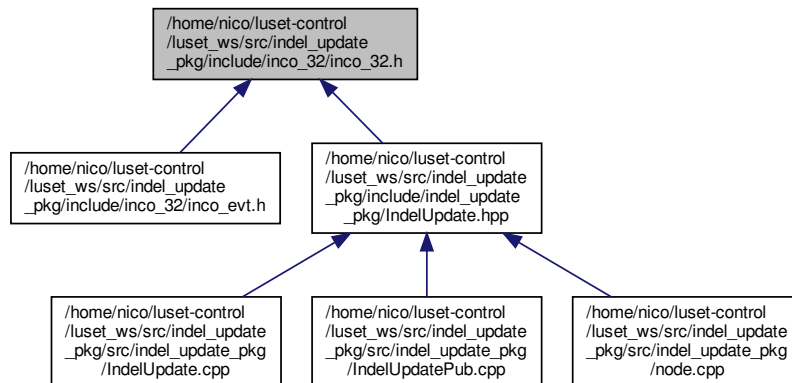 /home/nico/luset-control
/luset_ws/src/indel_update
_pkg/include/inco_32/inco_32.h
/home/nico/luset-control
/luset_ws/src/indel_update
_pkg/include/inco_32/inco_evt.h
/home/nico/luset-control
/luset_ws/src/indel_update
_pkg/include/indel_update
_pkg/IndelUpdate.hpp
/home/nico/luset-control
/luset_ws/src/indel_update
_pkg/src/indel_update_pkg
/IndelUpdate.cpp
/home/nico/luset-control
/luset_ws/src/indel_update
_pkg/src/indel_update_pkg
/IndelUpdatePub.cpp
/home/nico/luset-control
/luset_ws/src/indel_update
_pkg/src/indel_update_pkg
/node.cpp